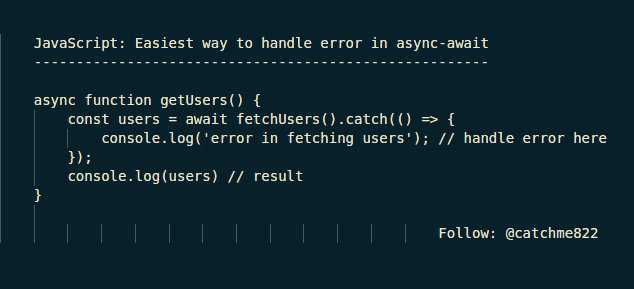 JavaScript: Easiest way to handle error in async-await
------------------------------------------------------
async function getUsers() {
    const users = await fetchUsers().catch(() => {
        console.log('error in fetching users'); // handle error here
    });
    console.log(users) // result
}
Follow: @catchme822